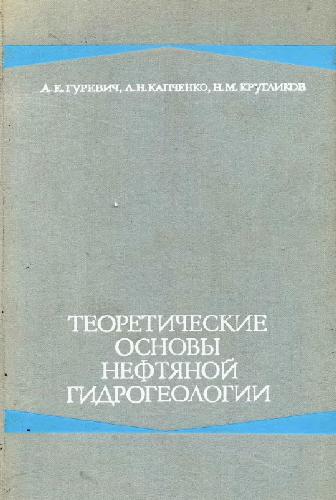 А. Е. ГУРЕВИЧ, Л. Н. КАПЧЕНКО, Н. М. КРУГЛИКОВ
ТЕОРЕТИЧЕСКИЕ
ОСНОВЫ
НЕФТЯНОЙ
ГИДРОГЕОЛОГИИ